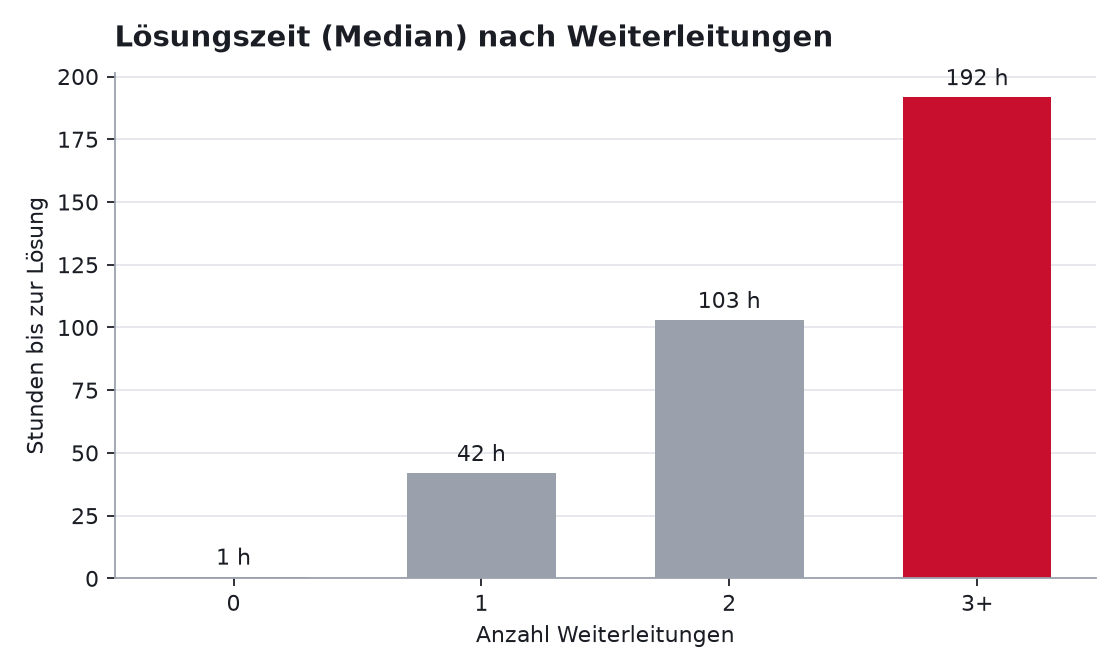 Lösungszeit (Median) nach Weiterleitungen
Stunden bis zur Lösung
200
175
150
125
100
75
50
25
0
1 h
42 h
103 h
192 h
0
1
2
3+
Anzahl Weiterleitungen